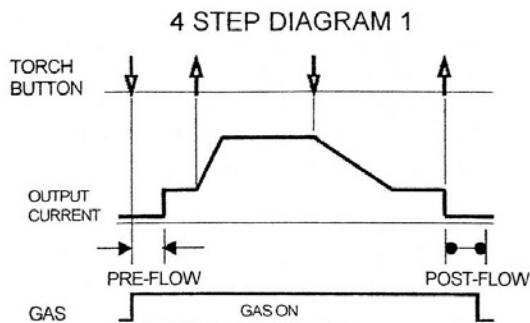 4 STEP DIAGRAM 1
TORCH
BUTTON
OUTPUT
CURRENT
PRE-FLOW
POST-FLOW
GAS
GAS ON